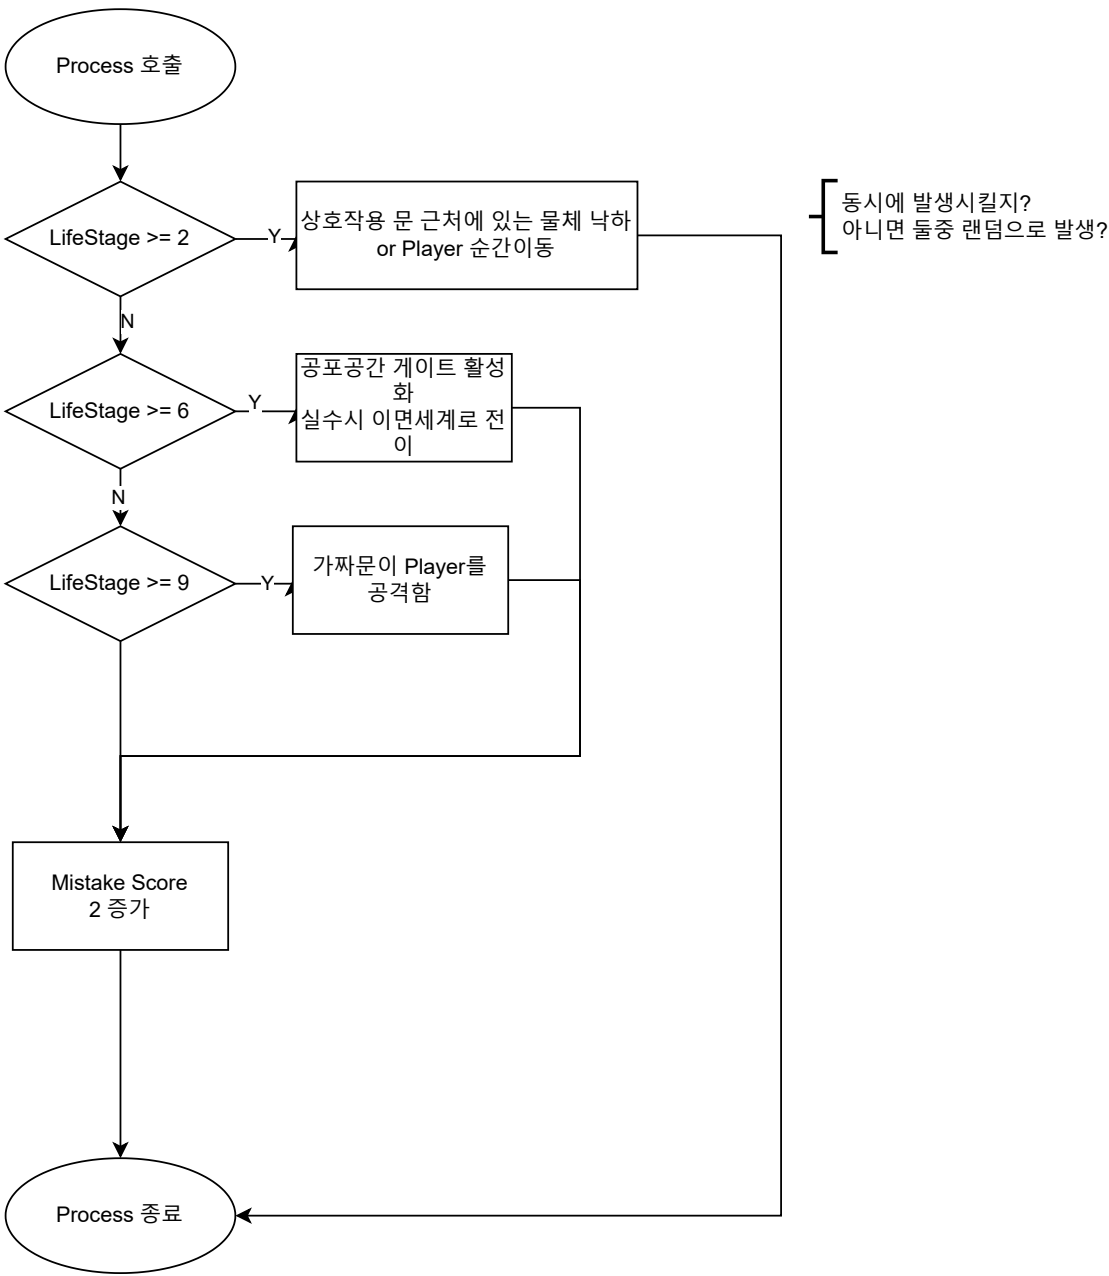 Process 호출
LifeStage >= 2
Y
상호작용 문 근처에 있는 물체 낙하
or Player 순간이동
동시에 발생시킬지?
아니면 둘중 랜덤으로 발생?
N
LifeStage >= 6
Y
공포공간 게이트 활성
화
실수시 이면세계로 전
이
N
LifeStage >= 9
Y
가짜문이 Player를
공격함
Mistake Score
2 증가
Process 종료